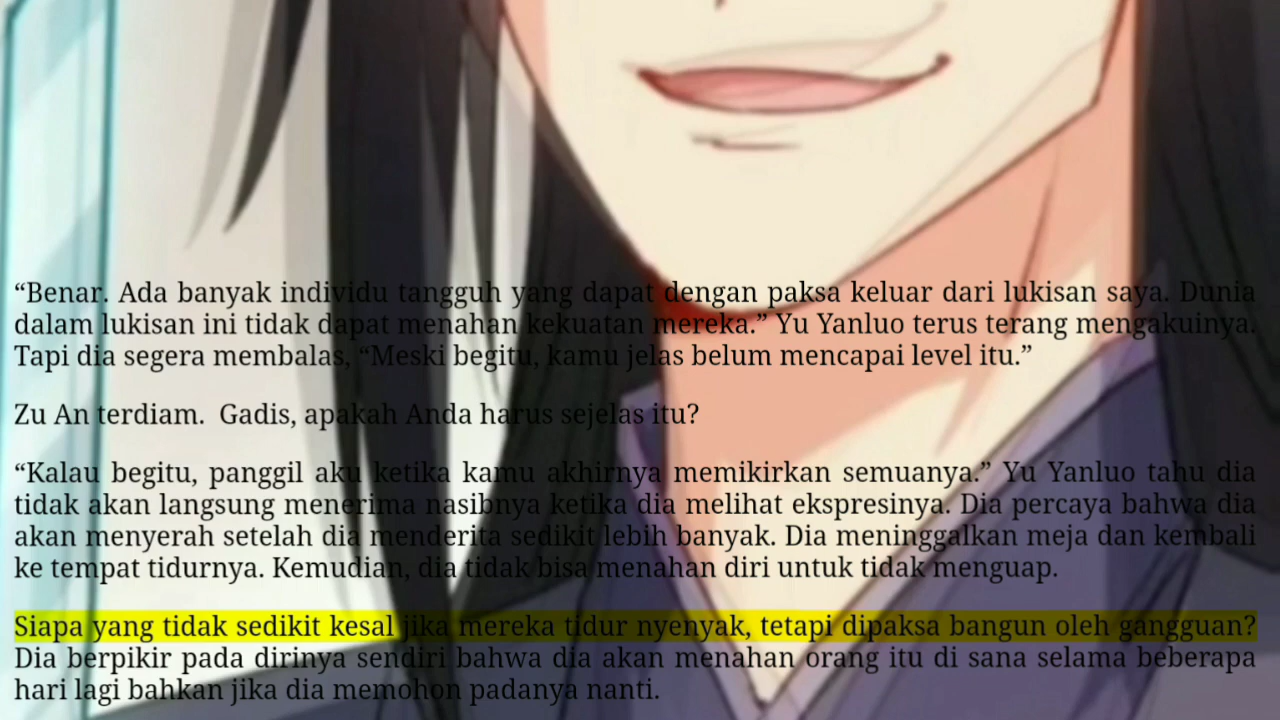 “Benar. Ada banyak individu tangguh yang dapat dengan paksa keluar dari lukisan saya. Dunia
dalam lukisan ini tidak dapat menahan kekuatan mereka.” Yu Yanluo terus terang mengakuinya.
Tapi dia segera membalas, “Meski begitu, kamu jelas belum mencapai level itu.”
Zu An terdiam.  Gadis, apakah Anda harus sejelas itu?
“Kalau begitu, panggil aku ketika kamu akhirnya memikirkan semuanya.” Yu Yanluo tahu dia
tidak akan langsung menerima nasibnya ketika dia melihat ekspresinya. Dia percaya bahwa dia
akan menyerah setelah dia menderita sedikit lebih banyak. Dia meninggalkan meja dan kembali
ke tempat tidurnya. Kemudian, dia tidak bisa menahan diri untuk tidak menguap.
Siapa yang tidak sedikit kesal jika mereka tidur nyenyak, tetapi dipaksa bangun oleh gangguan?
Dia berpikir pada dirinya sendiri bahwa dia akan menahan orang itu di sana selama beberapa
hari lagi bahkan jika dia memohon padanya nanti.